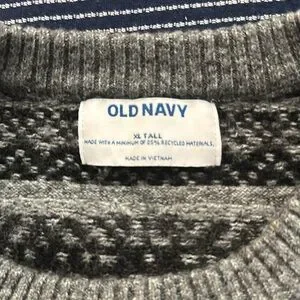 OLD NAVY
XL TALL
MADE WITH A MINIMUM OF 25% RECYCLED MATERIALS.
MADE IN VIETNAM